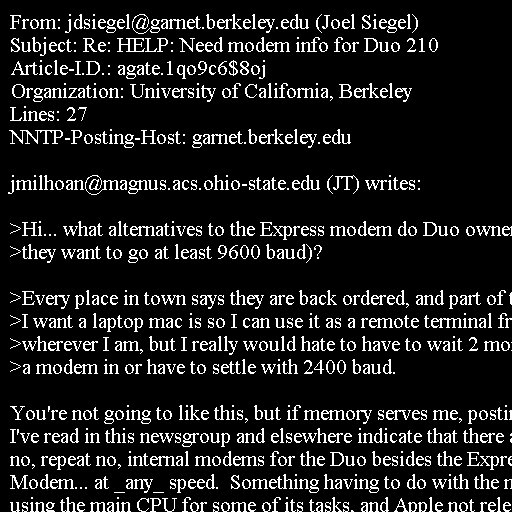 From: jdsiegel@garnet.berkeley.edu (Joel Siegel)
Subject: Re: HELP: Need modem info for Duo 210
Article-I.D.: agate.1qo9c6$8oj
Organization: University of California, Berkeley
Lines: 27
NNTP-Posting-Host: garnet.berkeley.edu

jmilhoan@magnus.acs.ohio-state.edu (JT) writes:

>Hi... what alternatives to the Express modem do Duo
>they want to go at least 9600 baud)?

>Every place in town says they are back ordered, and part of
>I want a laptop mac is so I can use it as a remote terminal
>wherever I am, but I really would hate to have to wait 2
>a modem in or have to settle with 2400 baud.

You're not going to like this, but if memory serves me,
I've read in this newsgroup and elsewhere indicate that there
no, repeat no, internal modems for the Duo besides the
Modem... at _any_ speed.  Something having to do with the
using the main CPU for some of its tasks, and Apple not